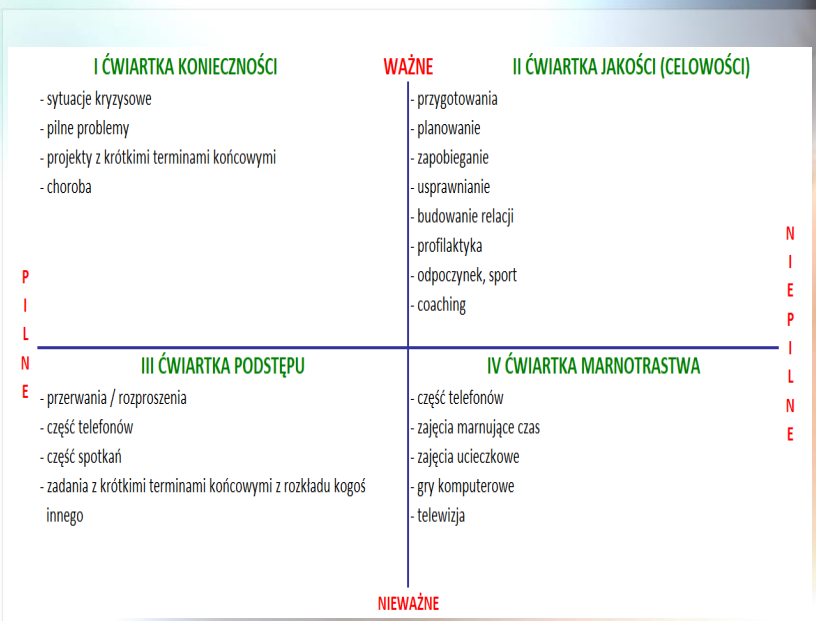 I ĆWIARTKA KONIECZNOŚCI
- sytuacje kryzysowe
- pilne problemy
- projekty z krótkimi terminami końcowymi
- choroba
WAŻNE
II ĆWIARTKA JAKOŚCI (CELOWOŚCI)
- przygotowania
- planowanie
- zapobieganie
- usprawnianie
- budowanie relacji
- profilaktyka
- odpoczynek, sport
- coaching
PILNE
NIEPILNE
III ĆWIARTKA PODSTĘPU
- przerwania / rozproszenia
- część telefonów
- część spotkań
- zadania z krótkimi terminami końcowymi z rozkładu kogoś
innego
IV ĆWIARTKA MARNOTRASTWA
- część telefonów
- zajęcia marnujące czas
- zajęcia ucieczkowe
- gry komputerowe
- telewizja
NIEWAŻNE